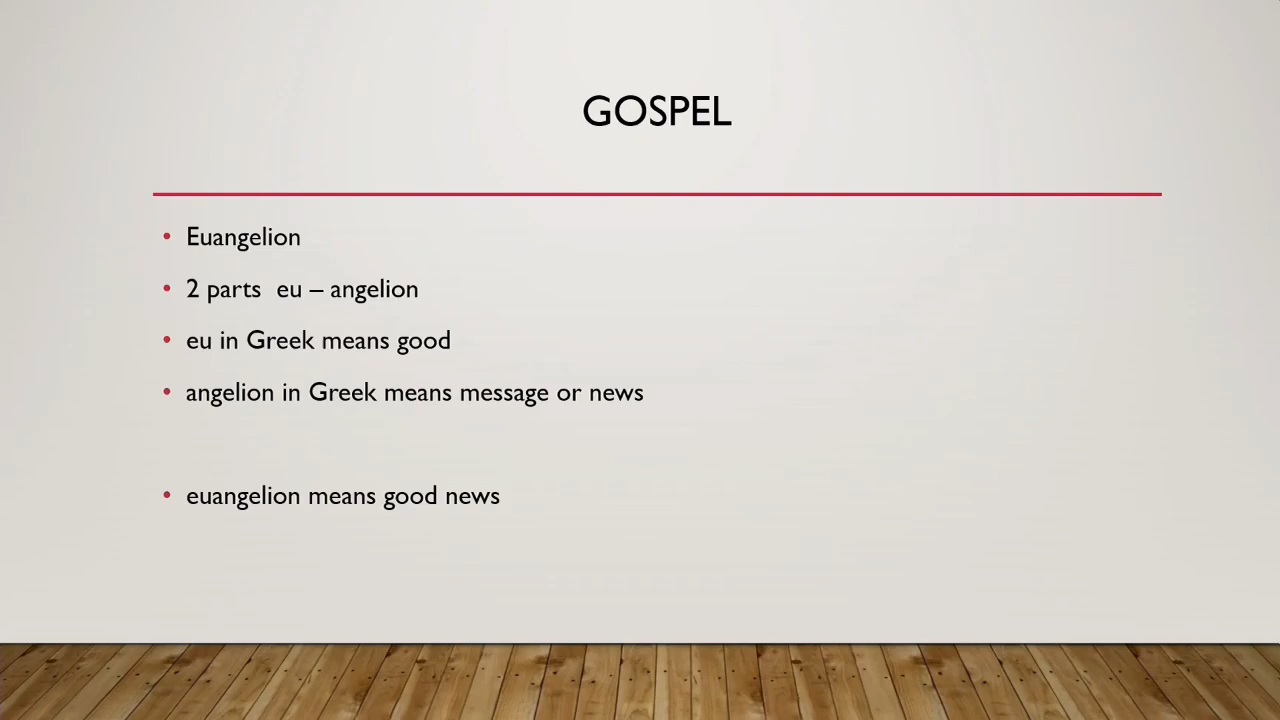 GOSPEL
• Euangelion
• 2 parts  eu – angelion
• eu in Greek means good
• angelion in Greek means message or news
• euangelion means good news